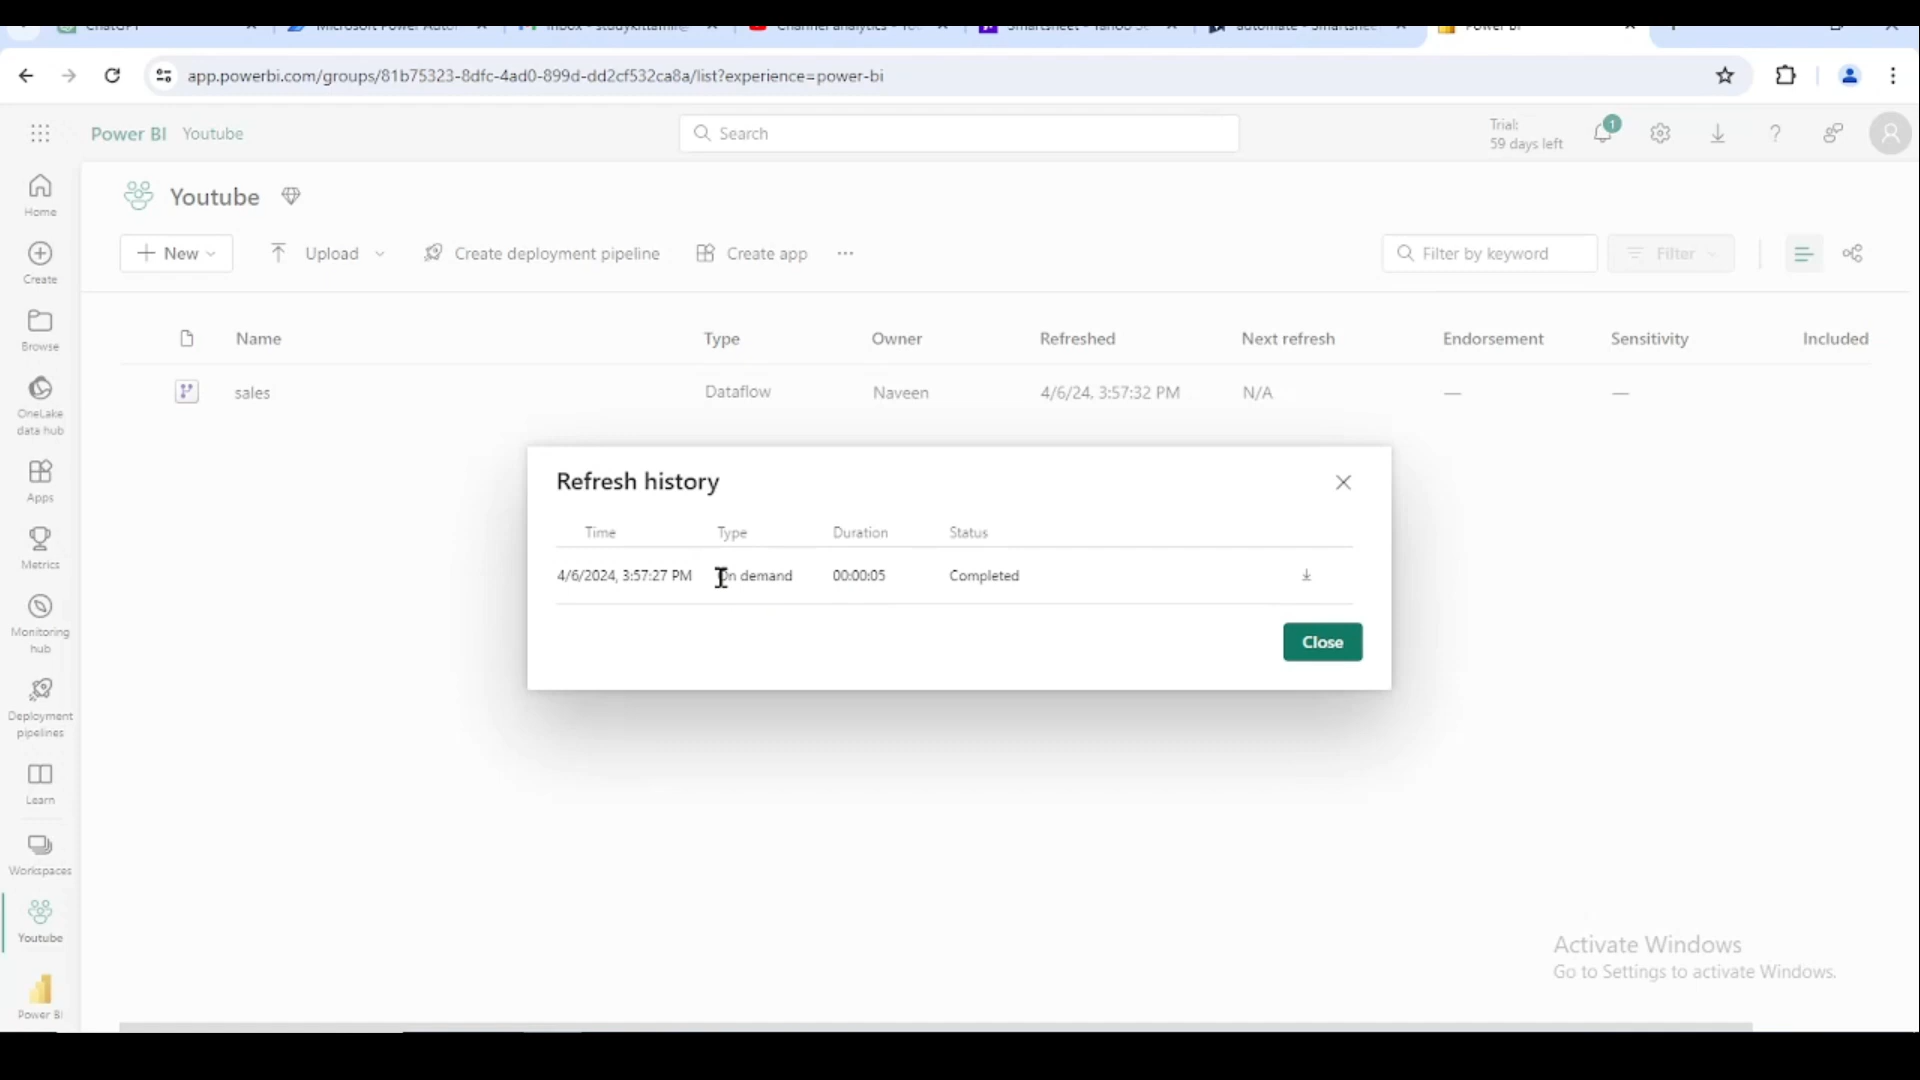 app.powerbi.com/groups/81b75323-8dfc-4ad0-899d-dd2cf532ca8a/list?experience=power-bi
Power BI Youtube
Search
Trial:
59 days left
1
Home
Create
Browse
OneLake
data hub
Apps
Metrics
Monitoring
hub
Deployment
pipelines
Learn
Workspaces
Youtube
Power BI
Youtube
New
Upload
Create deployment pipeline
Create app
Filter by keyword
Filter
Name Type Owner Refreshed Next refresh Endorsement Sensitivity Included
sales Dataflow Naveen 4/6/24, 3:57:32 PM N/A — —
Refresh history
Time Type Duration Status
4/6/2024, 3:57:27 PM On demand 00:00:05 Completed
Close
Activate Windows
Go to Settings to activate Windows.